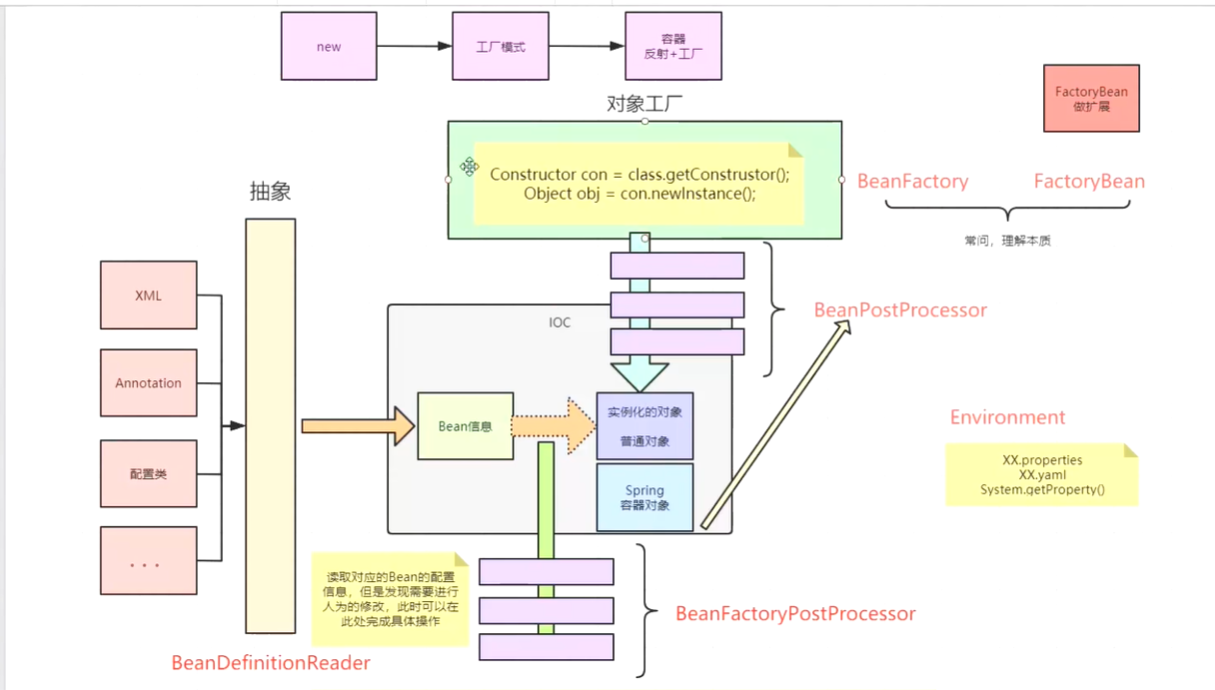 new
工厂模式
容器
反射+工厂
FactoryBean
做扩展
对象工厂
Constructor con = class.getConstrustor();
Object obj = con.newInstance();
BeanFactory
FactoryBean
常问，理解本质
抽象
XML
Annotation
配置类
...
IOC
Bean信息
实例化的对象
普通对象
Spring
容器对象
BeanPostProcessor
Environment
XX.properties
XX.yaml
System.getProperty()
读取对应的Bean的配置
信息，但是发现需要进行
人为的修改，此时可以在
此处完成具体操作
BeanFactoryPostProcessor
BeanDefinitionReader